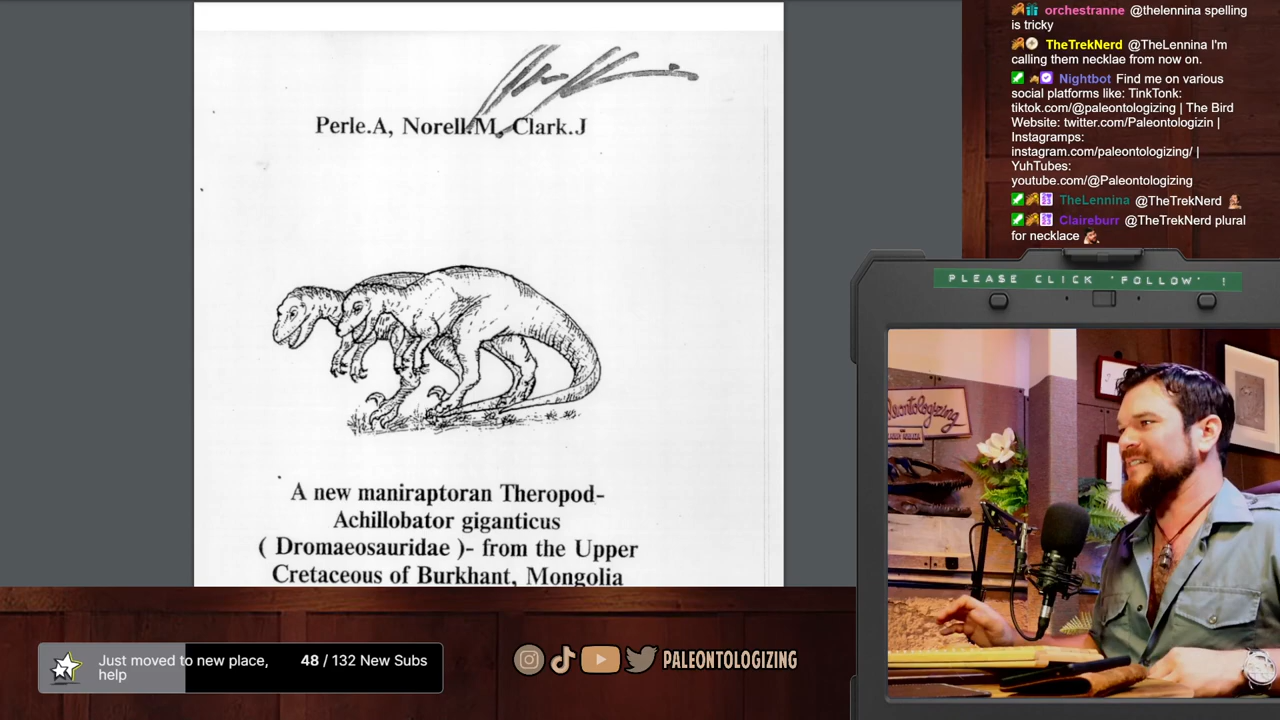 Perle.A, Norell.M, Clark.J
A new maniraptoran Theropod-
Achillobator giganticus
( Dromaeosauridae )- from the Upper
Cretaceous of Burkhant, Mongolia
orchestranne @thelennina spelling
is tricky
TheTrekNerd @TheLennina I'm
calling them necklae from now on.
Nightbot Find me on various
social platforms like: TinkTonk:
tiktok.com/@paleontologizing | The Bird
Website: twitter.com/Paleontologizin |
Instagramps:
instagram.com/paleontologizing/ |
YuhTubes:
youtube.com/@Paleontologizing
TheLennina @TheTrekNerd
Claireburr @TheTrekNerd plural
for necklace
PLEASE CLICK "FOLLOW" !
Just moved to new place,
help
48 / 132 New Subs
PALEONTOLOGIZING